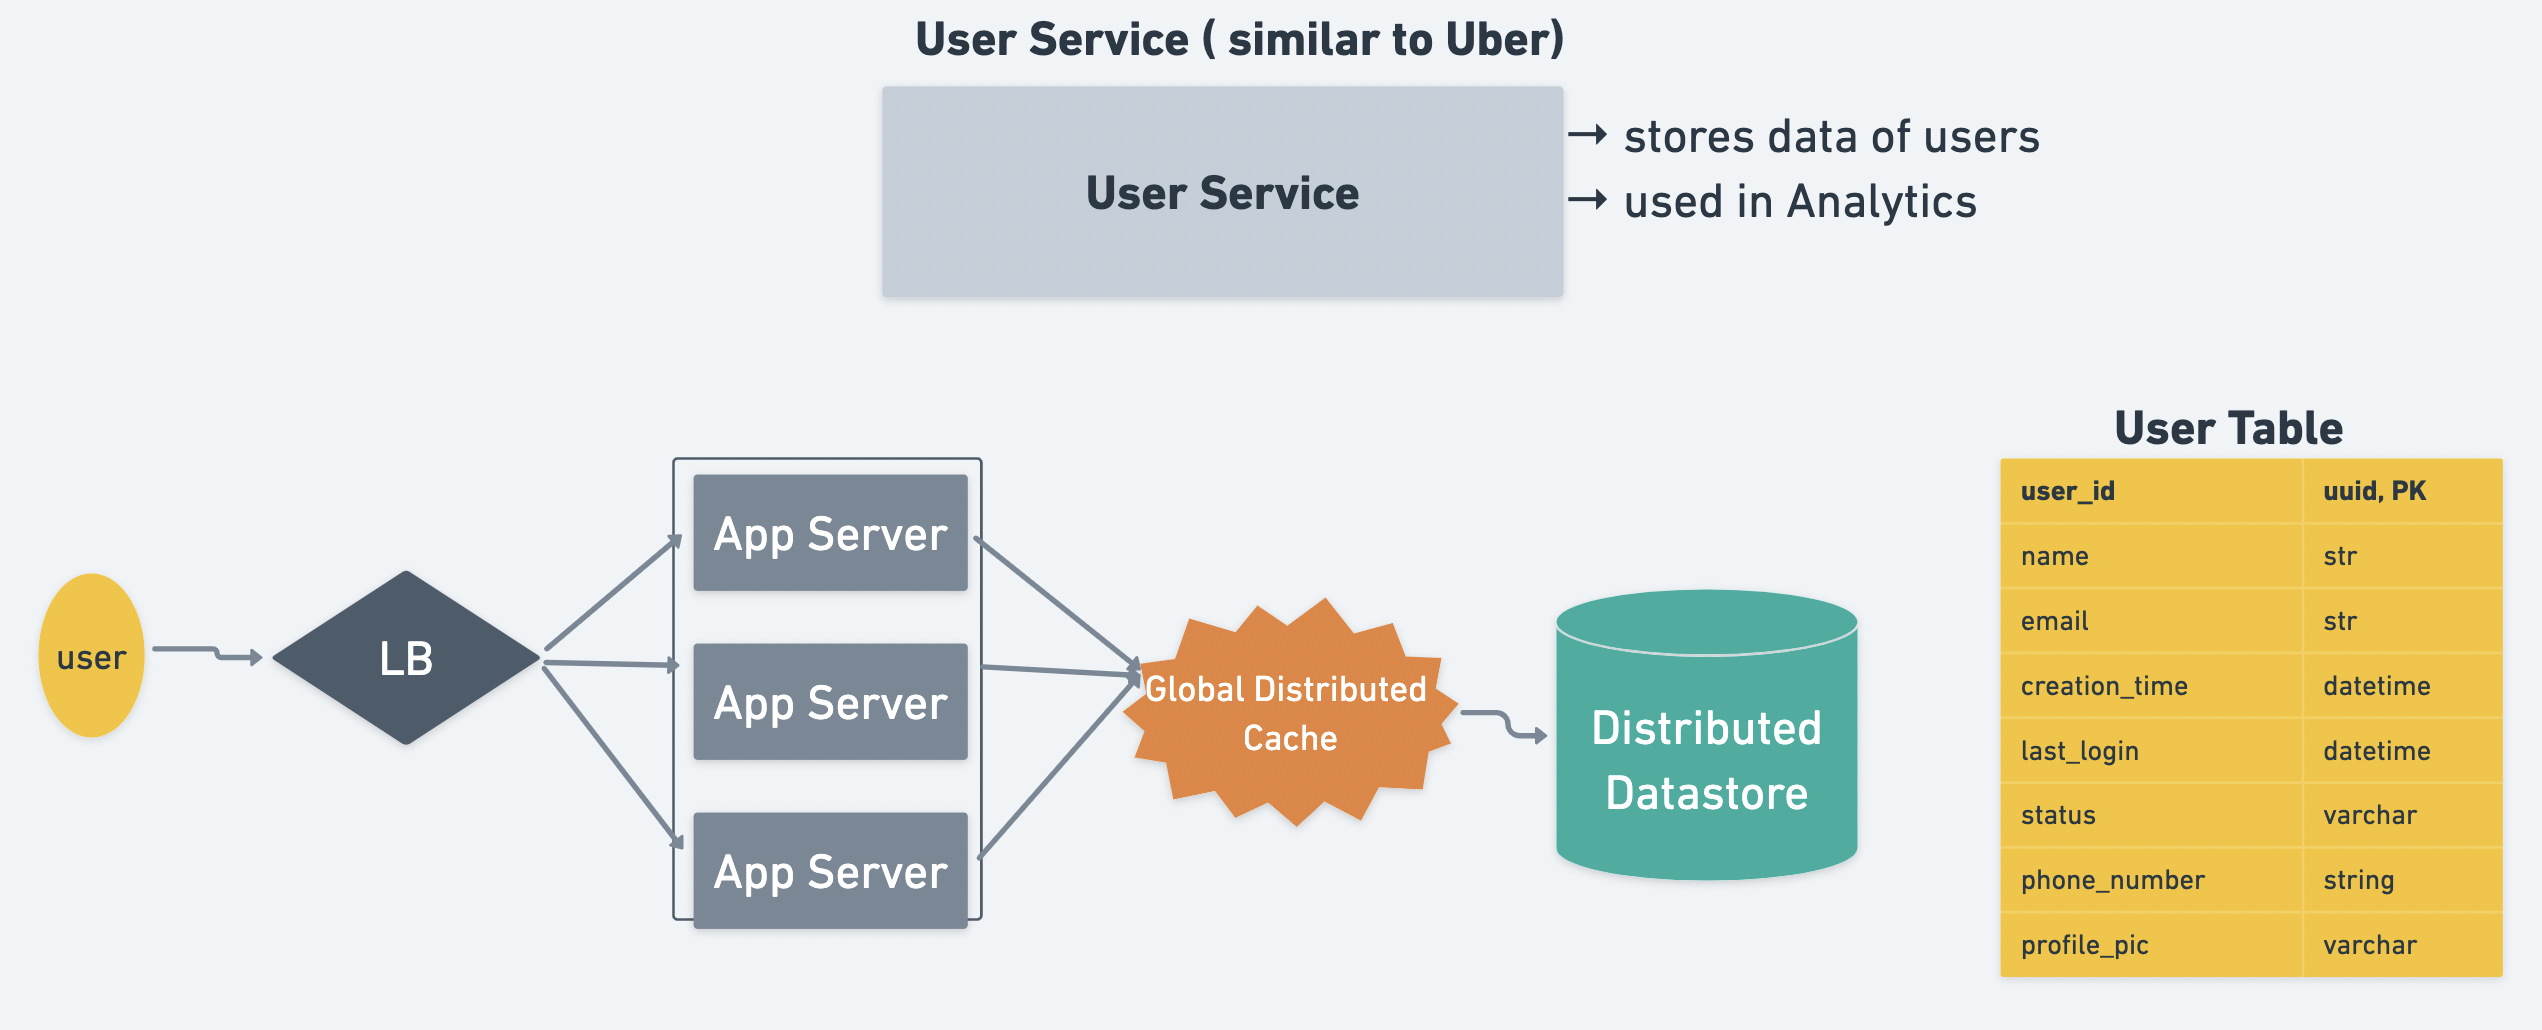 User Service ( similar to Uber)
User Service
→ stores data of users
→ used in Analytics
user
LB
App Server
App Server
App Server
Global Distributed
Cache
Distributed
Datastore
User Table
user_id uuid, PK
name str
email str
creation_time datetime
last_login datetime
status varchar
phone_number string
profile_pic varchar